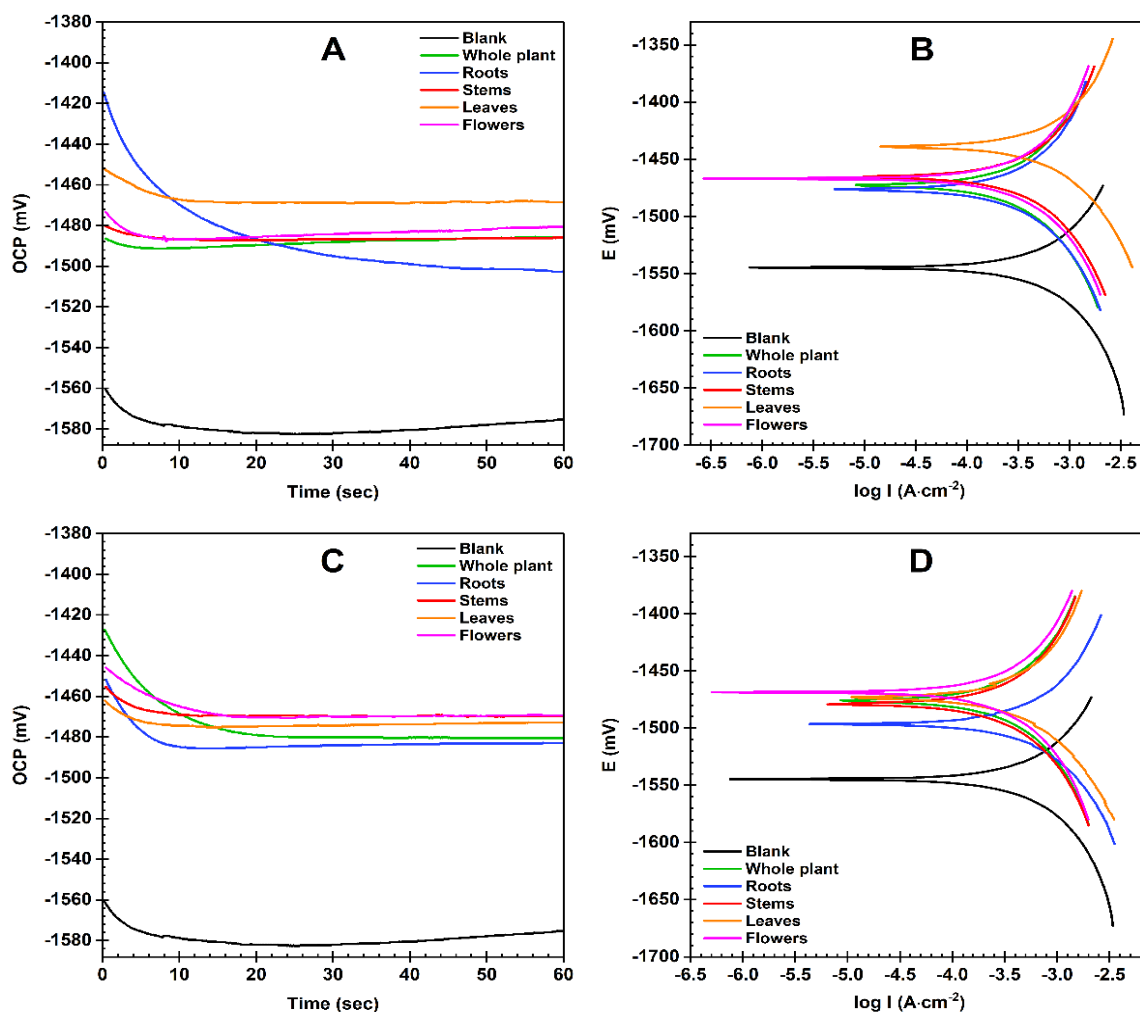 A
OCP (mV)
-1380
-1400
-1420
-1440
-1460
-1480
-1500
-1520
-1540
-1560
-1580
Blank
Whole plant
Roots
Stems
Leaves
Flowers
0 10 20 30 40 50 60
Time (sec)
B
E (mV)
-1350
-1400
-1450
-1500
-1550
-1600
-1650
-1700
Blank
Whole plant
Roots
Stems
Leaves
Flowers
-6.5 -6.0 -5.5 -5.0 -4.5 -4.0 -3.5 -3.0 -2.5
log I (A·cm-2)
C
OCP (mV)
-1380
-1400
-1420
-1440
-1460
-1480
-1500
-1520
-1540
-1560
-1580
Blank
Whole plant
Roots
Stems
Leaves
Flowers
0 10 20 30 40 50 60
Time (sec)
D
E (mV)
-1350
-1400
-1450
-1500
-1550
-1600
-1650
-1700
Blank
Whole plant
Roots
Stems
Leaves
Flowers
-6.5 -6.0 -5.5 -5.0 -4.5 -4.0 -3.5 -3.0 -2.5
log I (A·cm-2)